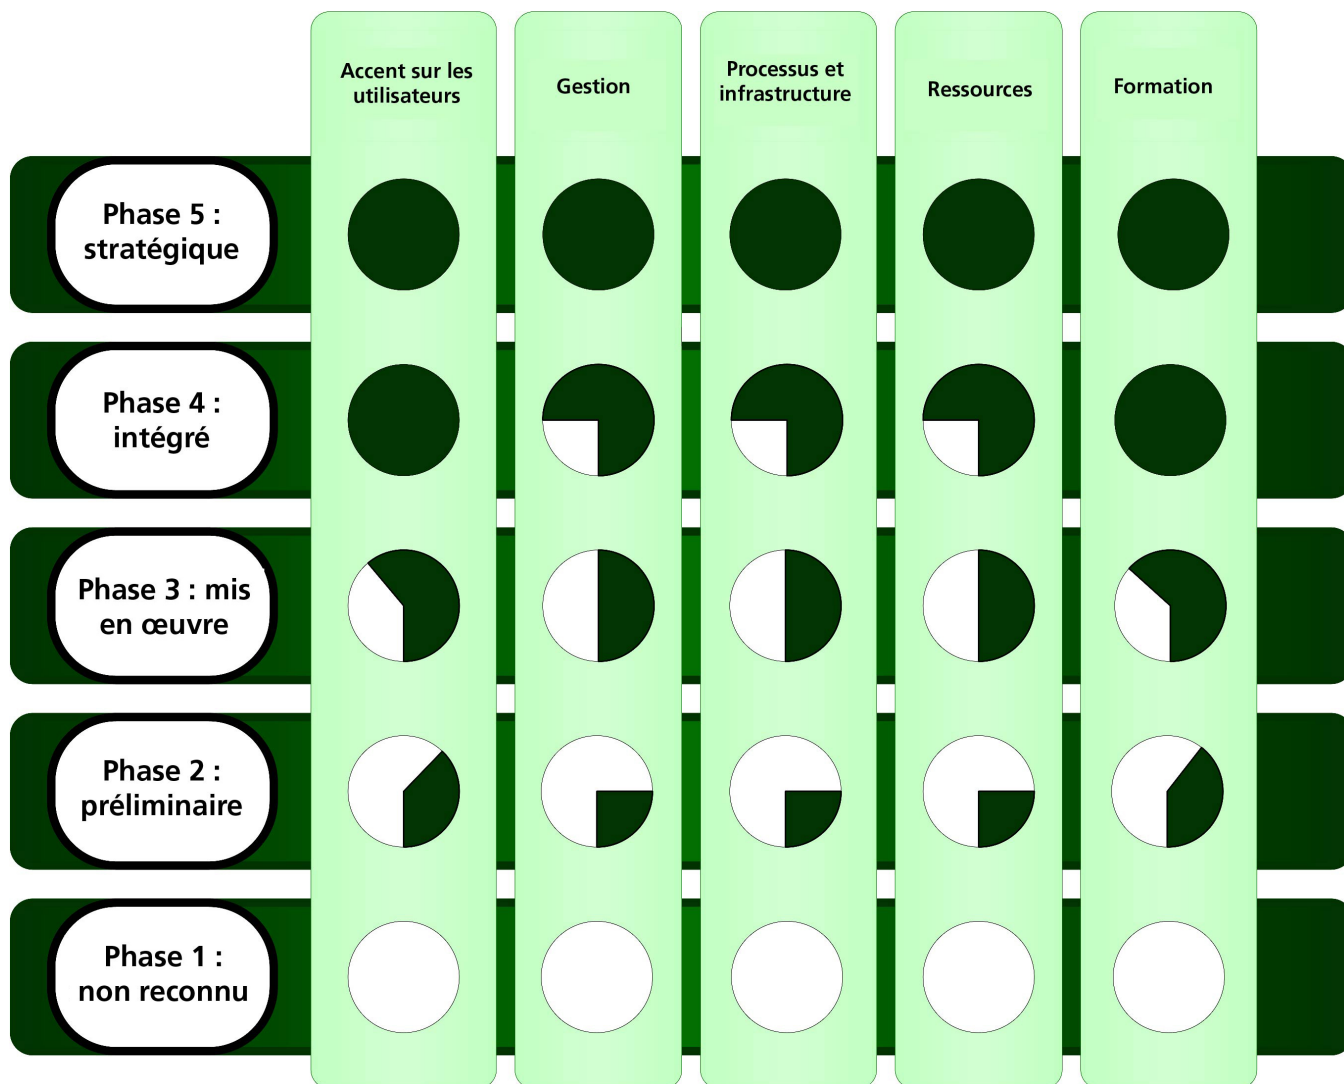 Accent sur les
utilisateurs
Gestion
Processus et
infrastructure
Ressources
Formation
Phase 5 :
stratégique
Phase 4 :
intégré
Phase 3 : mis
en œuvre
Phase 2 :
préliminaire
Phase 1 :
non reconnu